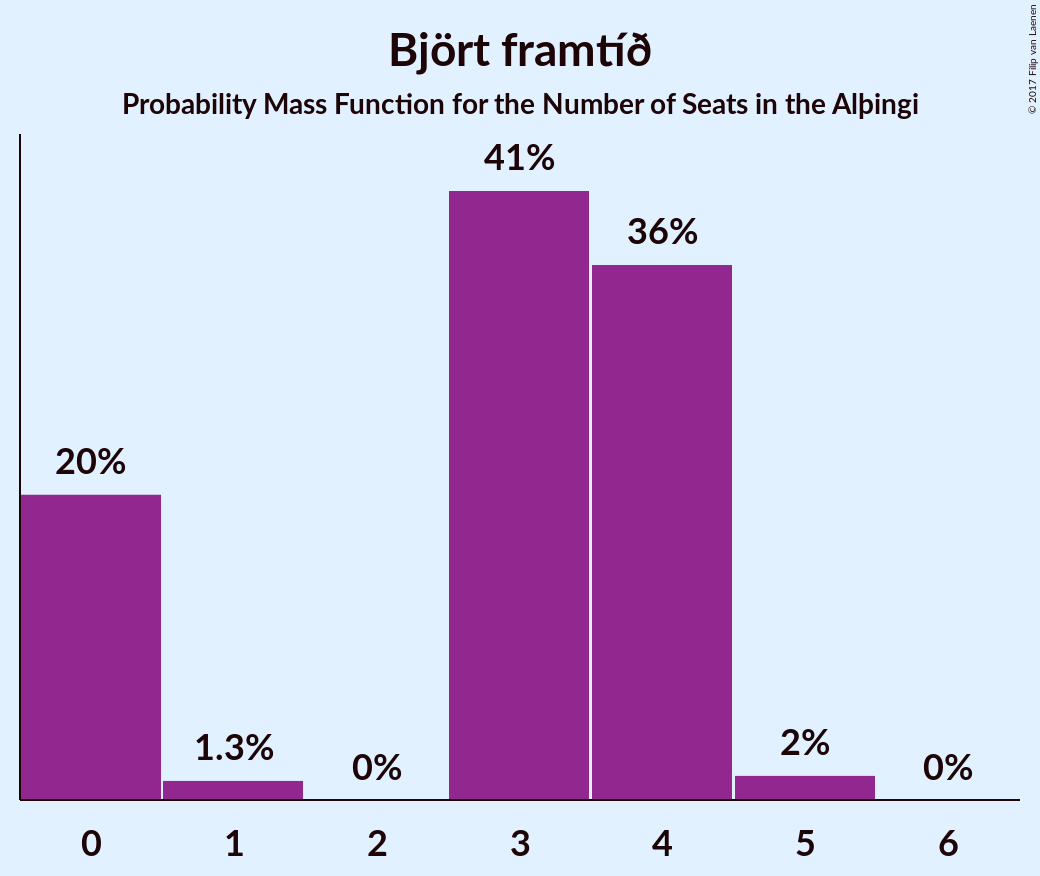 Björt framtíð
Probability Mass Function for the Number of Seats in the Alþingi
© 2017 Filip van Laenen
41%
36%
20%
1.3%
0%
2%
0%
0 1 2 3 4 5 6